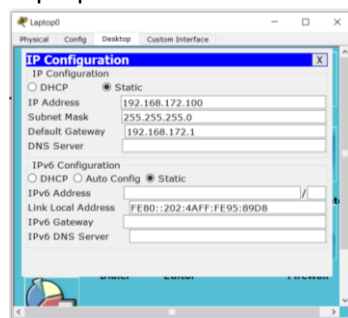 Laptop0
Physical Config Desktop Custom Interface
IP Configuration X
IP Configuration
DHCP Static
IP Address 192.168.172.100
Subnet Mask 255.255.255.0
Default Gateway 192.168.172.1
DNS Server
IPv6 Configuration
DHCP Auto Config Static
IPv6 Address /
Link Local Address FE80::202:4AFF:FE95:89D8
IPv6 Gateway
IPv6 DNS Server